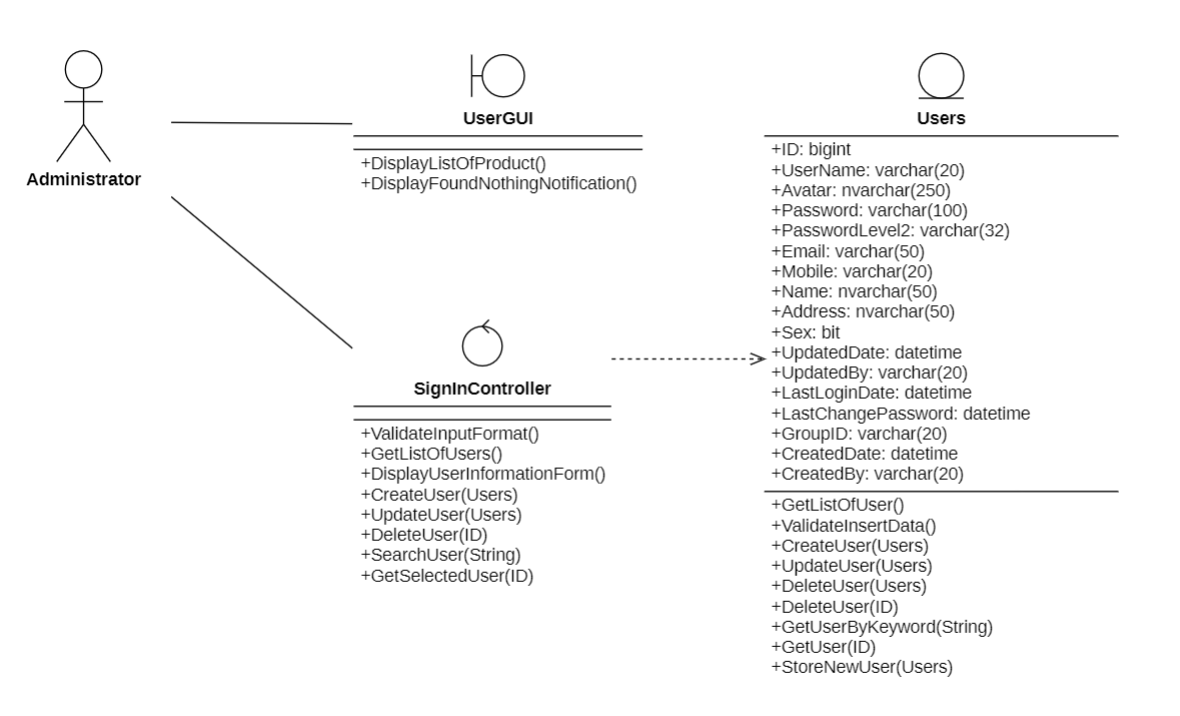 Administrator
UserGUI
+DisplayListOfProduct()
+DisplayFoundNothingNotification()
SignInController
+ValidateInputFormat()
+GetListOfUsers()
+DisplayUserInformationForm()
+CreateUser(Users)
+UpdateUser(Users)
+DeleteUser(ID)
+SearchUser(String)
+GetSelectedUser(ID)
Users
+ID: bigint
+UserName: varchar(20)
+Avatar: nvarchar(250)
+Password: varchar(100)
+PasswordLevel2: varchar(32)
+Email: varchar(50)
+Mobile: varchar(20)
+Name: nvarchar(50)
+Address: nvarchar(50)
+Sex: bit
+UpdatedDate: datetime
+UpdatedBy: varchar(20)
+LastLoginDate: datetime
+LastChangePassword: datetime
+GroupID: varchar(20)
+CreatedDate: datetime
+CreatedBy: varchar(20)
+GetListOfUser()
+ValidateInsertData()
+CreateUser(Users)
+UpdateUser(Users)
+DeleteUser(Users)
+DeleteUser(ID)
+GetUserByKeyword(String)
+GetUser(ID)
+StoreNewUser(Users)